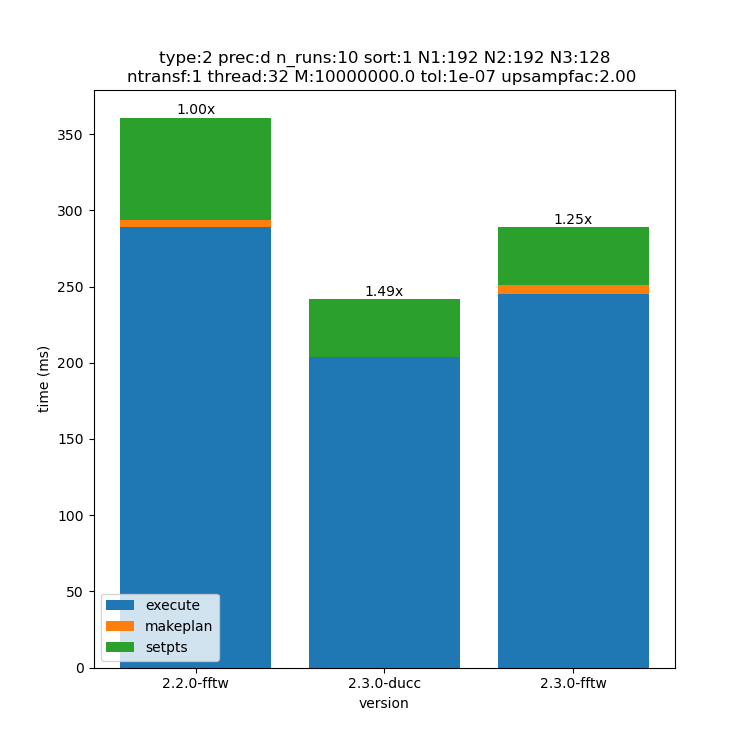 type:2 prec:d n_runs:10 sort:1 N1:192 N2:192 N3:128
ntransf:1 thread:32 M:10000000.0 tol:1e-07 upsampfac:2.00
1.00x
1.49x
1.25x
350
300
250
200
150
100
50
0
time (ms)
execute
makeplan
setpts
2.2.0-fftw
2.3.0-ducc
2.3.0-fftw
version